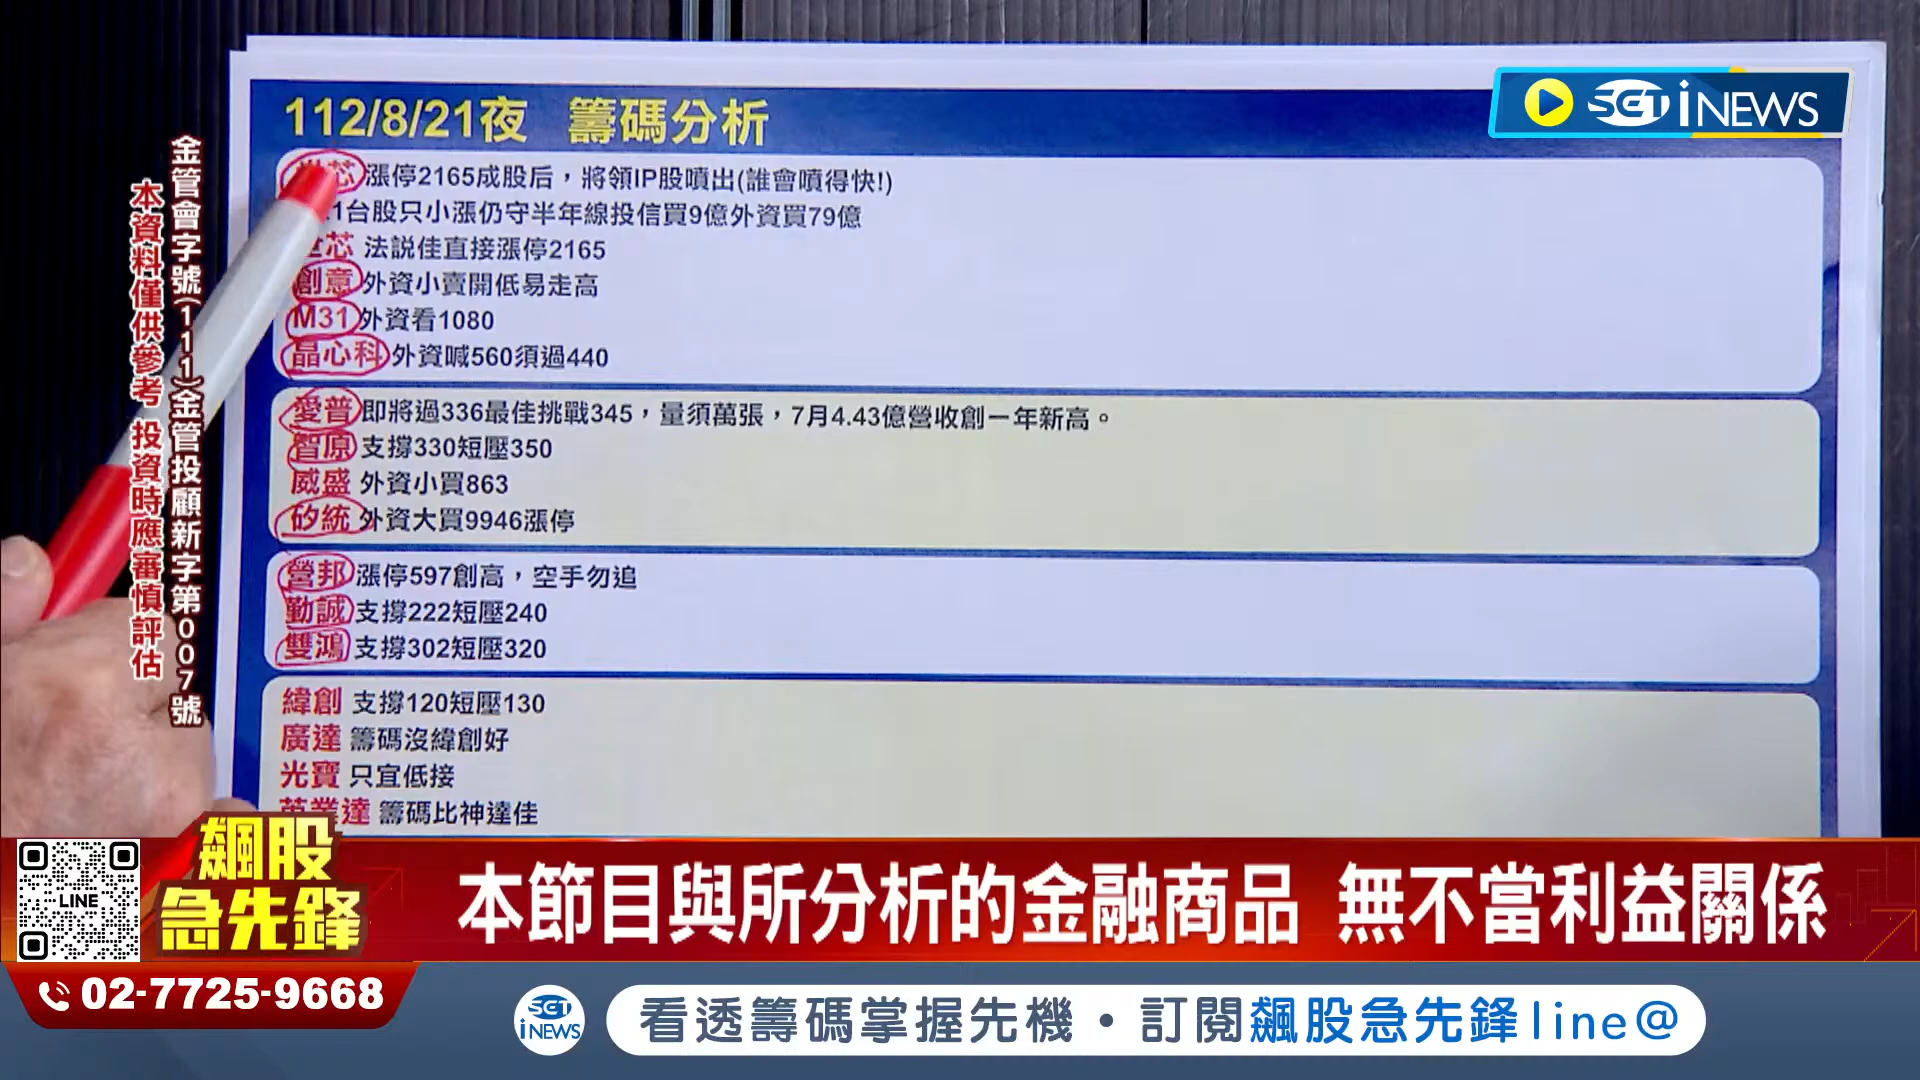 112/8/21夜 籌碼分析
SET iNEWS
芯 漲停2165成股后，將領IP股噴出(誰會噴得快!)
1台股只小漲仍守半年線投信買9億外資買79億
世芯 法說佳直接漲停2165
創意 外資小賣開低易走高
M31 外資看1080
晶心科 外資喊560須過440
愛普 即將過336最佳挑戰345，量須萬張，7月4.43億營收創一年新高。
智原 支撐330短壓350
威盛 外資小買863
矽統 外資大買9946漲停
營邦 漲停597創高，空手勿追
勤誠 支撐222短壓240
雙鴻 支撐302短壓320
緯創 支撐120短壓130
廣達 籌碼沒緯創好
光寶 只宜低接
英業達 籌碼比神達佳
金管會字號(111)金管投顧新字第007號
本資料僅供參考 投資時應審慎評估
LINE
飆股
急先鋒
本節目與所分析的金融商品 無不當利益關係
02-7725-9668
SET
iNEWS
看透籌碼掌握先機・訂閱飆股急先鋒line@